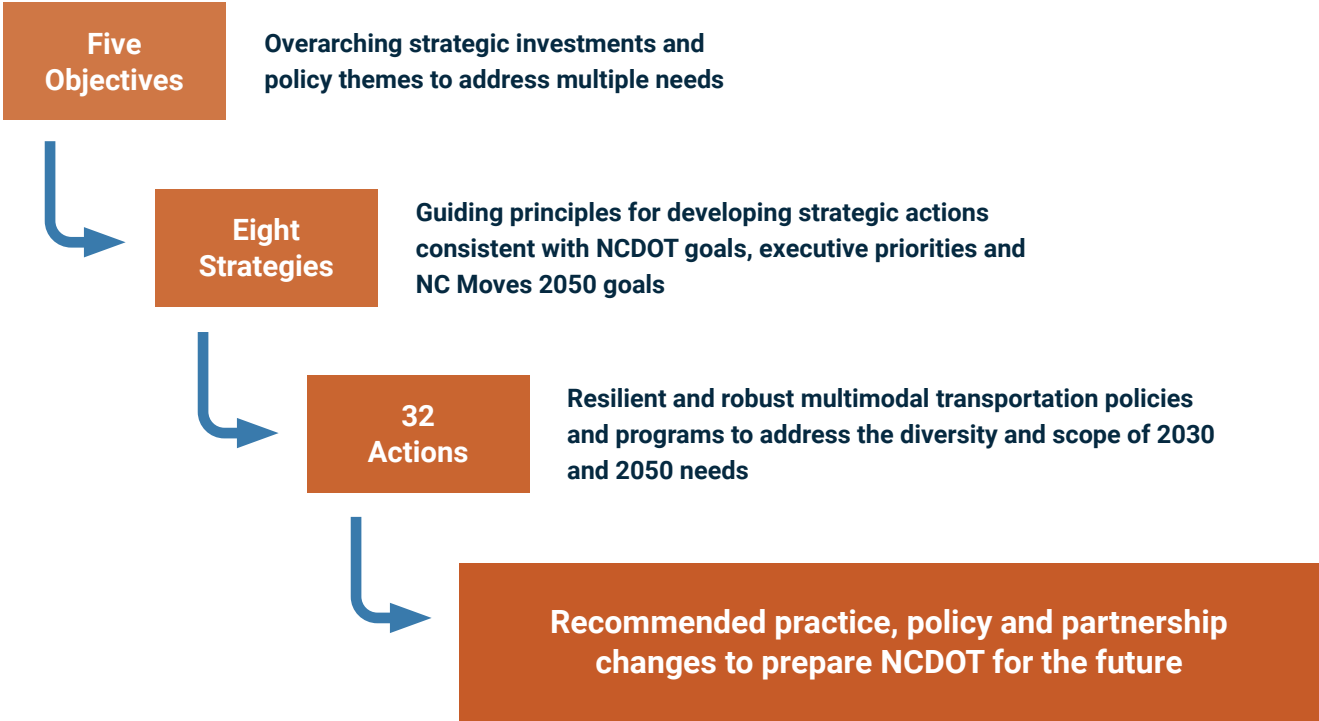 Five
Objectives
Overarching strategic investments and
policy themes to address multiple needs
Eight
Strategies
Guiding principles for developing strategic actions
consistent with NCDOT goals, executive priorities and
NC Moves 2050 goals
32
Actions
Resilient and robust multimodal transportation policies
and programs to address the diversity and scope of 2030
and 2050 needs
Recommended practice, policy and partnership
changes to prepare NCDOT for the future